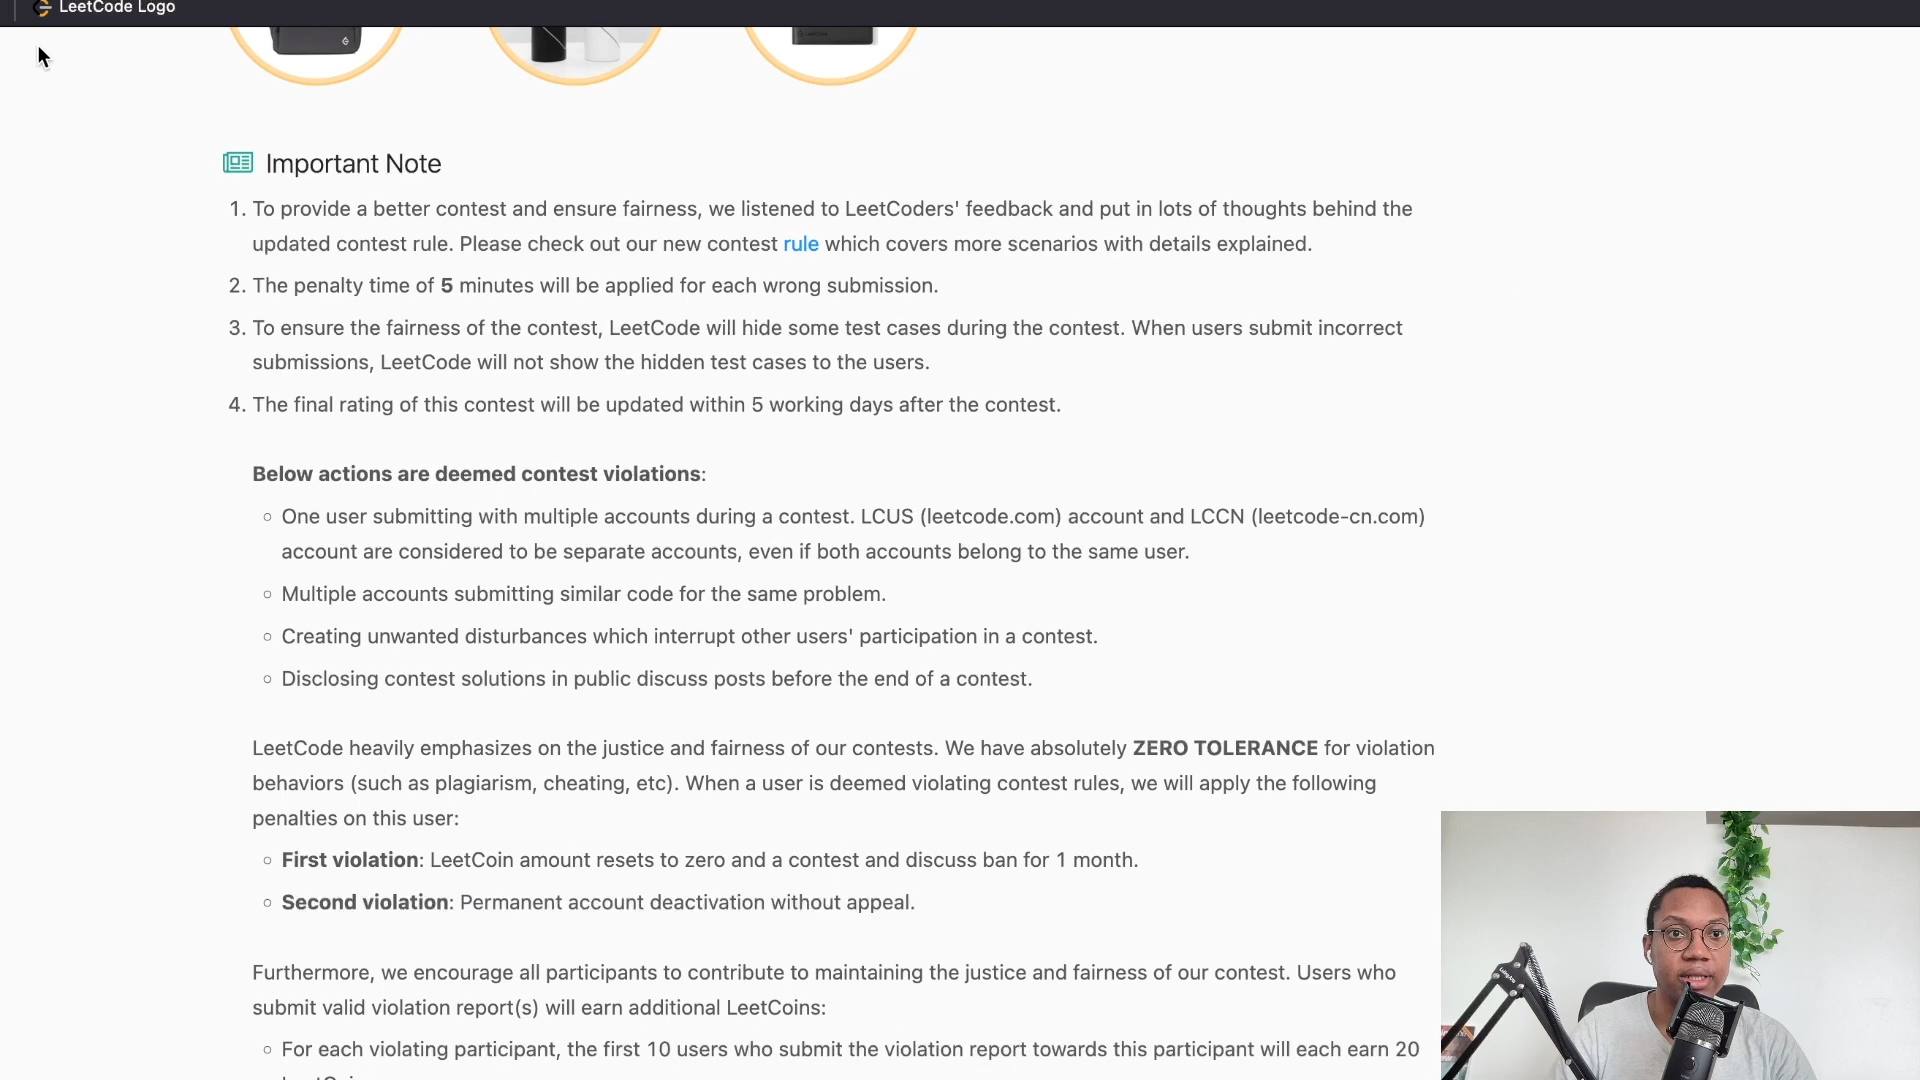 LeetCode Logo
Important Note
1. To provide a better contest and ensure fairness, we listened to LeetCoders' feedback and put in lots of thoughts behind the
updated contest rule. Please check out our new contest rule which covers more scenarios with details explained.
2. The penalty time of 5 minutes will be applied for each wrong submission.
3. To ensure the fairness of the contest, LeetCode will hide some test cases during the contest. When users submit incorrect
submissions, LeetCode will not show the hidden test cases to the users.
4. The final rating of this contest will be updated within 5 working days after the contest.
Below actions are deemed contest violations:
○ One user submitting with multiple accounts during a contest. LCUS (leetcode.com) account and LCCN (leetcode-cn.com)
account are considered to be separate accounts, even if both accounts belong to the same user.
○ Multiple accounts submitting similar code for the same problem.
○ Creating unwanted disturbances which interrupt other users' participation in a contest.
○ Disclosing contest solutions in public discuss posts before the end of a contest.
LeetCode heavily emphasizes on the justice and fairness of our contests. We have absolutely ZERO TOLERANCE for violation
behaviors (such as plagiarism, cheating, etc). When a user is deemed violating contest rules, we will apply the following
penalties on this user:
○ First violation: LeetCoin amount resets to zero and a contest and discuss ban for 1 month.
○ Second violation: Permanent account deactivation without appeal.
Furthermore, we encourage all participants to contribute to maintaining the justice and fairness of our contest. Users who
submit valid violation report(s) will earn additional LeetCoins:
○ For each violating participant, the first 10 users who submit the violation report towards this participant will each earn 20